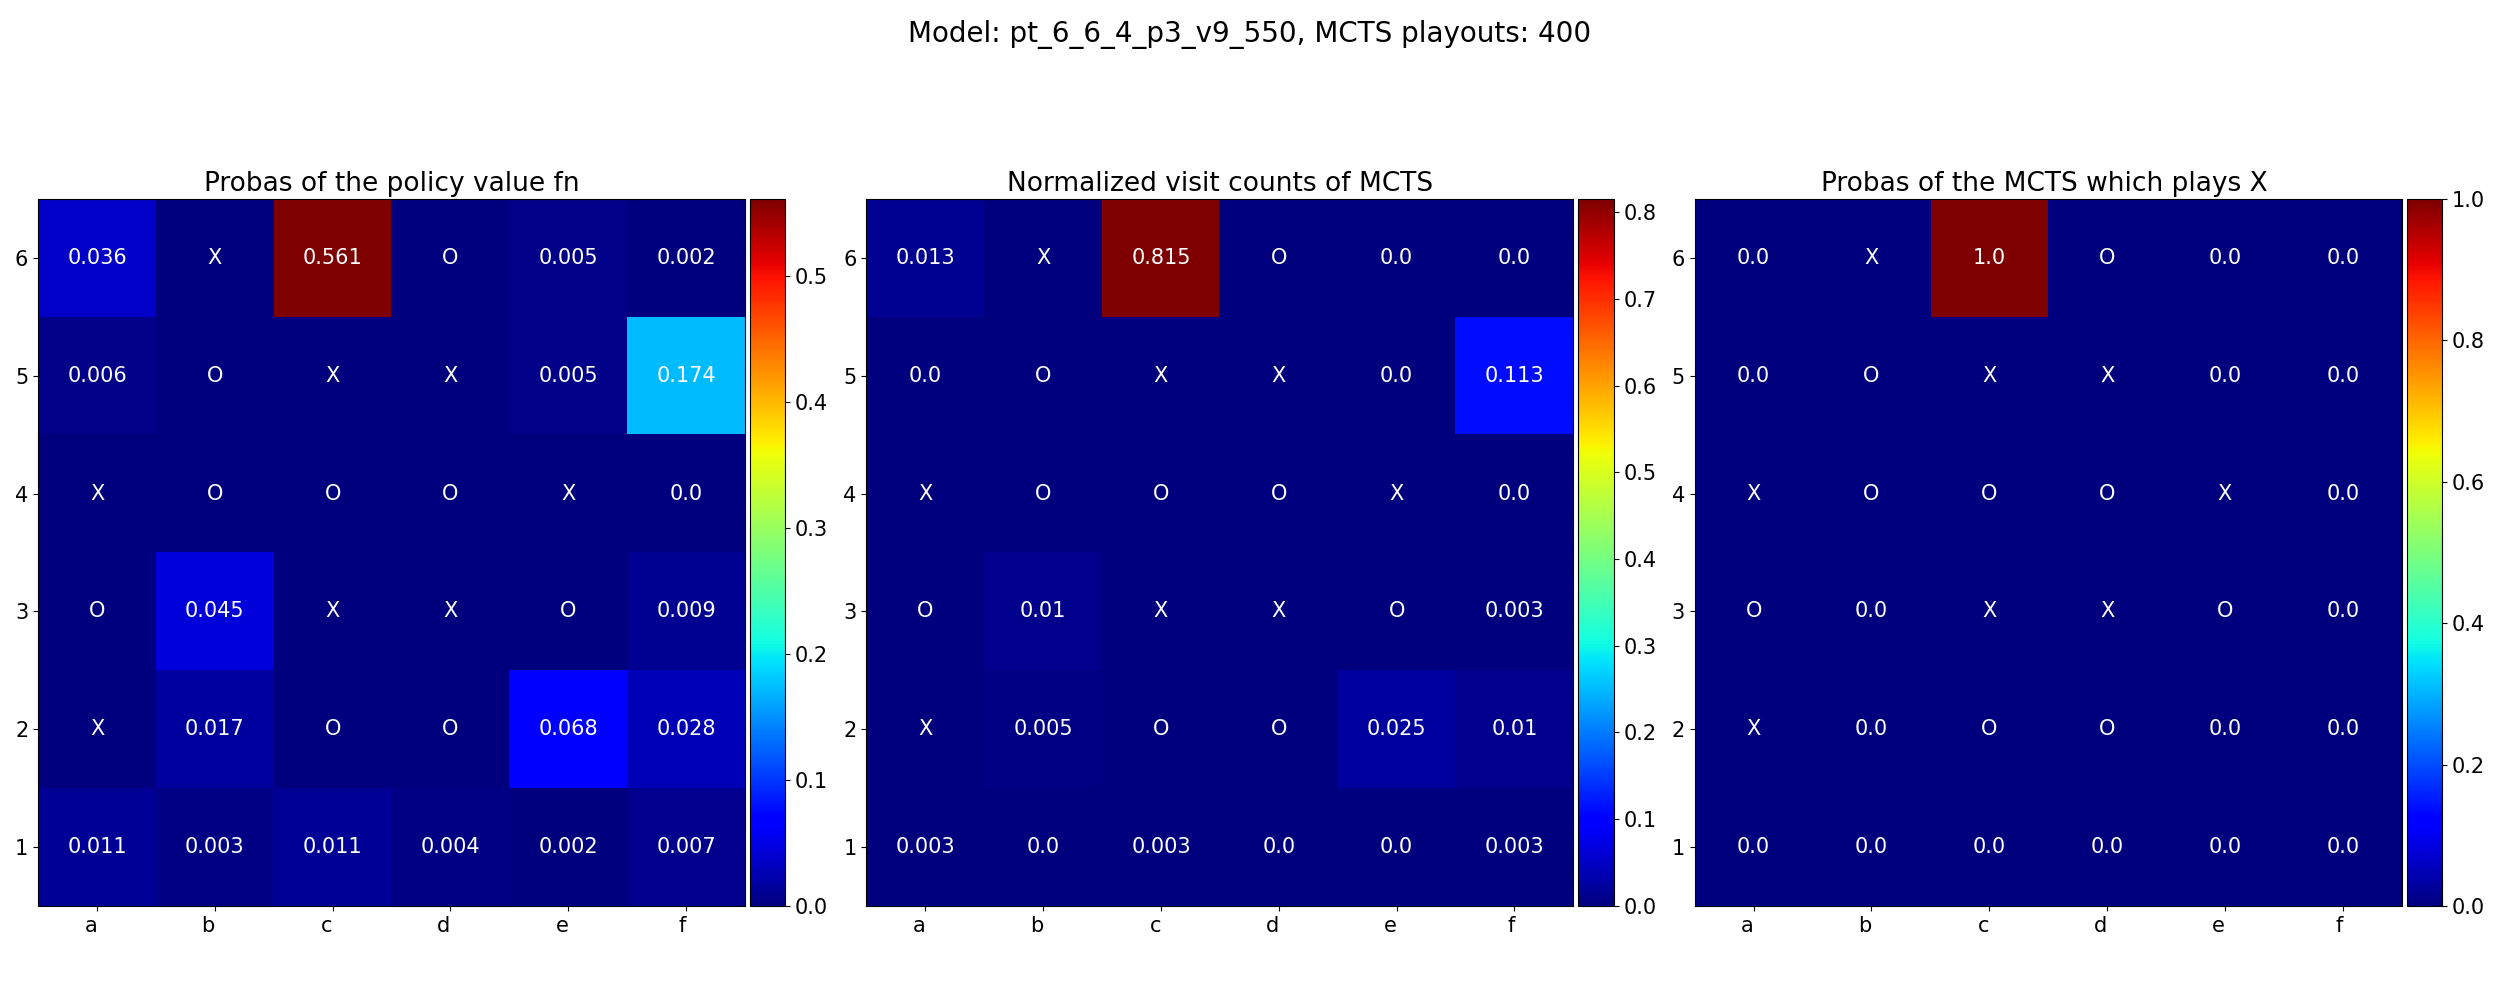 Model: pt_6_6_4_p3_v9_550, MCTS playouts: 400
Probas of the policy value fn
6 0.036 X 0.561 O 0.005 0.002
5 0.006 O X X 0.005 0.174
4 X O O O X 0.0
3 O 0.045 X X O 0.009
2 X 0.017 O O 0.068 0.028
1 0.011 0.003 0.011 0.004 0.002 0.007
a b c d e f
0.5
0.4
0.3
0.2
0.1
0.0
Normalized visit counts of MCTS
6 0.013 X 0.815 O 0.0 0.0
5 0.0 O X X 0.0 0.113
4 X O O O X 0.0
3 O 0.01 X X O 0.003
2 X 0.005 O O 0.025 0.01
1 0.003 0.0 0.003 0.0 0.0 0.003
a b c d e f
0.8
0.7
0.6
0.5
0.4
0.3
0.2
0.1
0.0
Probas of the MCTS which plays X
6 0.0 X 1.0 O 0.0 0.0
5 0.0 O X X 0.0 0.0
4 X O O O X 0.0
3 O 0.0 X X O 0.0
2 X 0.0 O O 0.0 0.0
1 0.0 0.0 0.0 0.0 0.0 0.0
a b c d e f
1.0
0.8
0.6
0.4
0.2
0.0